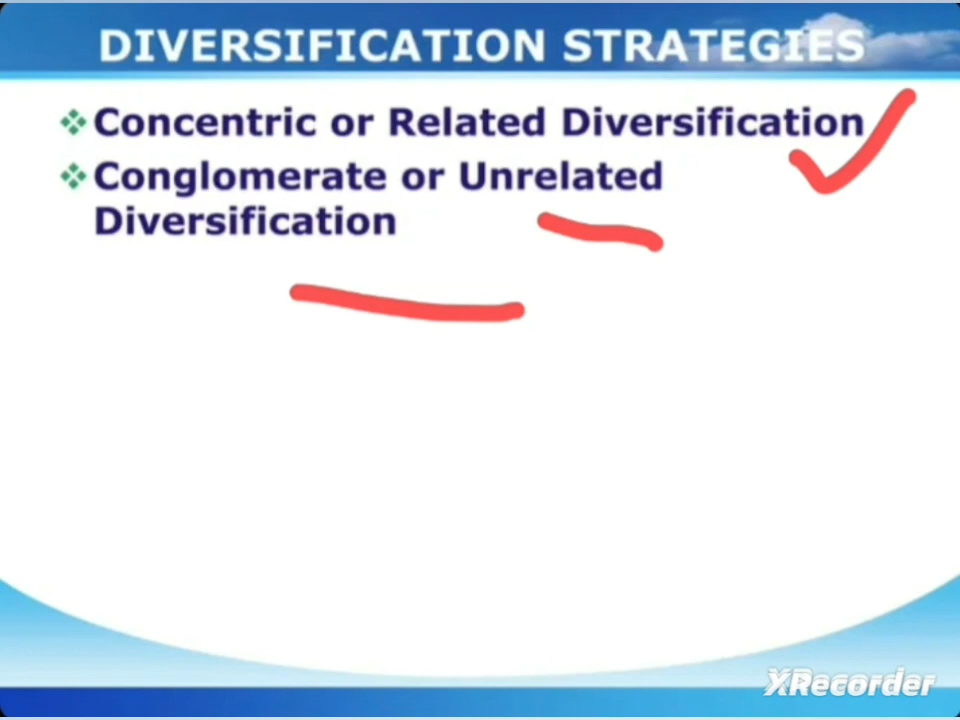 DIVERSIFICATION STRATEGIES
Concentric or Related Diversification
Conglomerate or Unrelated
Diversification
XRecorder